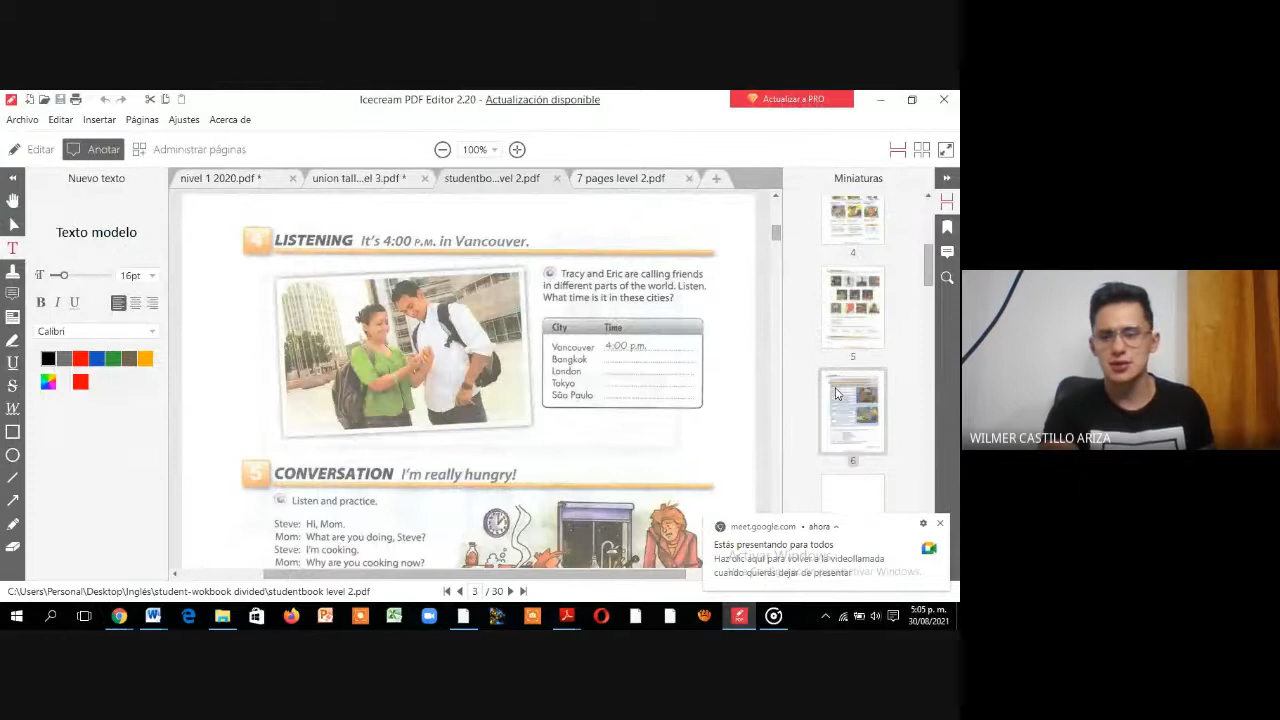 Icecream PDF Editor 2.20 - Actualización disponible
Actualizar a PRO
Archivo Editar Insertar Páginas Ajustes Acerca de
Editar Anotar Administrar páginas 100%
Nuevo texto
nivel 1 2020.pdf * union tall...el 3.pdf * studentbo...vel 2.pdf 7 pages level 2.pdf
Miniaturas
Texto modelo
16pt
B I U
Calibri
4 LISTENING It's 4:00 P.M. in Vancouver.
Tracy and Eric are calling friends
in different parts of the world. Listen.
What time is it in these cities?
City Time
Vancouver 4:00 p.m.
Bangkok
London
Tokyo
São Paulo
5 CONVERSATION I'm really hungry!
Listen and practice.
Steve: Hi, Mom.
Mom: What are you doing, Steve?
Steve: I'm cooking.
Mom: Why are you cooking now?
4
5
6
WILMER CASTILLO ARIZA
meet.google.com • ahora
Estás presentando para todos
Haz clic aquí para volver a la videollamada
cuando quieras dejar de presentar
Activar Windows
C:\Users\Personal\Desktop\Inglés\student-wokbook divided\studentbook level 2.pdf
3 / 30
5:05 p. m.
30/08/2021